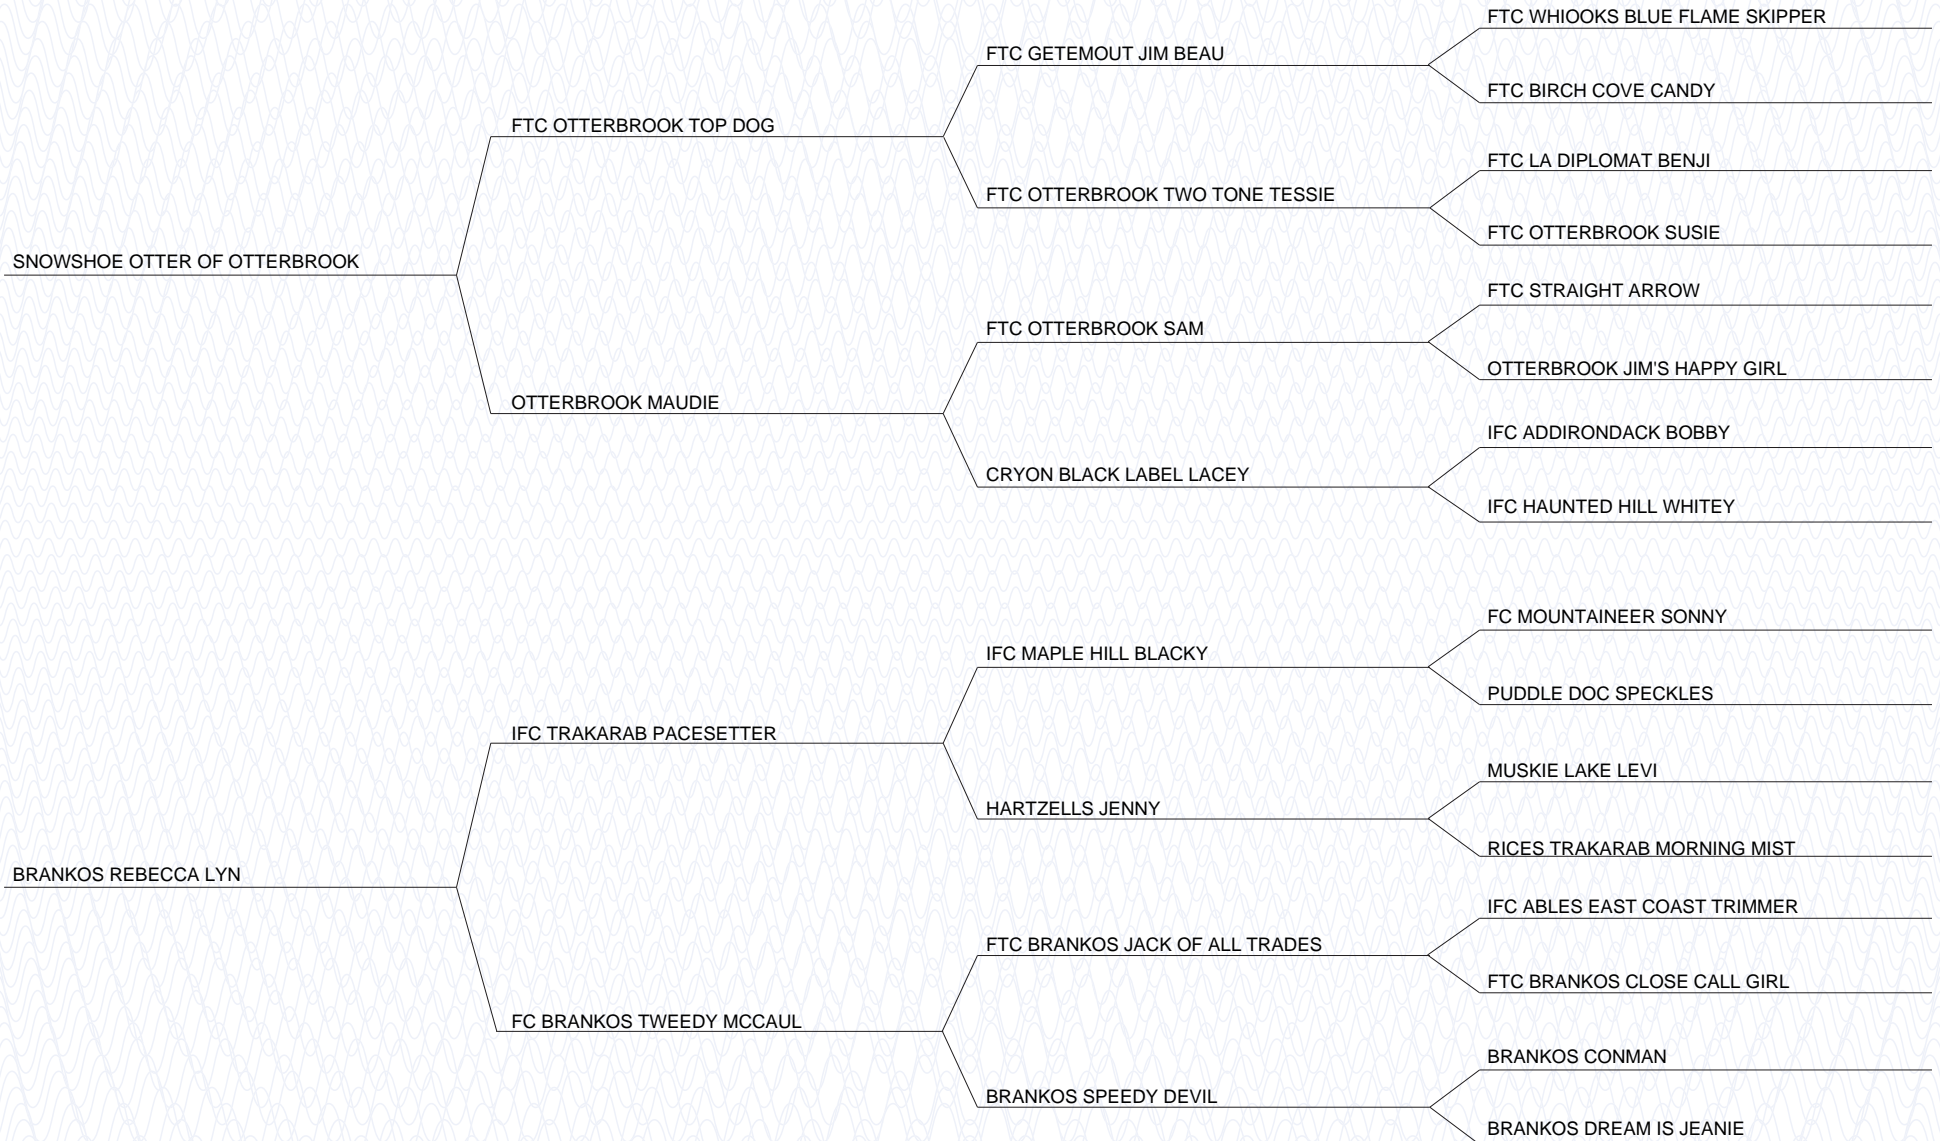 FTC WHIOOKS BLUE FLAME SKIPPER
FTC GETEMOUT JIM BEAU
FTC BIRCH COVE CANDY
FTC OTTERBROOK TOP DOG
FTC LA DIPLOMAT BENJI
FTC OTTERBROOK TWO TONE TESSIE
FTC OTTERBROOK SUSIE
SNOWSHOE OTTER OF OTTERBROOK
FTC STRAIGHT ARROW
FTC OTTERBROOK SAM
OTTERBROOK JIM'S HAPPY GIRL
OTTERBROOK MAUDIE
IFC ADDIRONDACK BOBBY
CRYON BLACK LABEL LACEY
IFC HAUNTED HILL WHITEY
FC MOUNTAINEER SONNY
IFC MAPLE HILL BLACKY
PUDDLE DOC SPECKLES
IFC TRAKARAB PACESETTER
MUSKIE LAKE LEVI
HARTZELLS JENNY
RICES TRAKARAB MORNING MIST
BRANKOS REBECCA LYN
IFC ABLES EAST COAST TRIMMER
FTC BRANKOS JACK OF ALL TRADES
FTC BRANKOS CLOSE CALL GIRL
FC BRANKOS TWEEDY MCCAUL
BRANKOS CONMAN
BRANKOS SPEEDY DEVIL
BRANKOS DREAM IS JEANIE